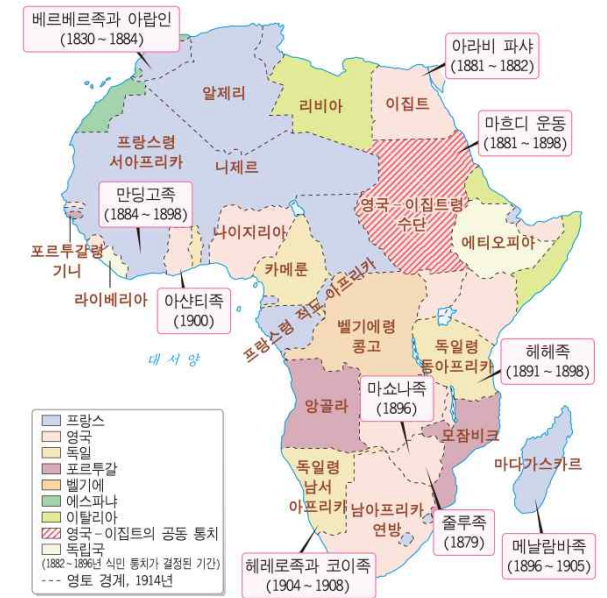 베르베르족과 아랍인
(1830~1884)
아라비 파샤
(1881~1882)
알제리
리비아
이집트
마흐디 운동
(1881~1898)
프랑스령
서아프리카
니제르
만딩고족
(1884~1898)
영국-이집트령
수단
나이지리아
에티오피아
포르투갈령
기니
카메룬
라이베리아
아샨티족
(1900)
프랑스령 적도 아프리카
대서양
벨기에령
콩고
독일령
동아프리카
헤헤족
(1891~1898)
마쇼나족
(1896)
앙골라
모잠비크
마다가스카르
독일령
남서
아프리카
남아프리카
연방
줄루족
(1879)
메날람바족
(1896~1905)
헤레로족과 코이족
(1904~1908)
프랑스
영국
독일
포르투갈
벨기에
에스파냐
이탈리아
영국-이집트의 공동 통치
독립국
(1882~1896년 식민 통치가 결정된 기간)
영토 경계, 1914년